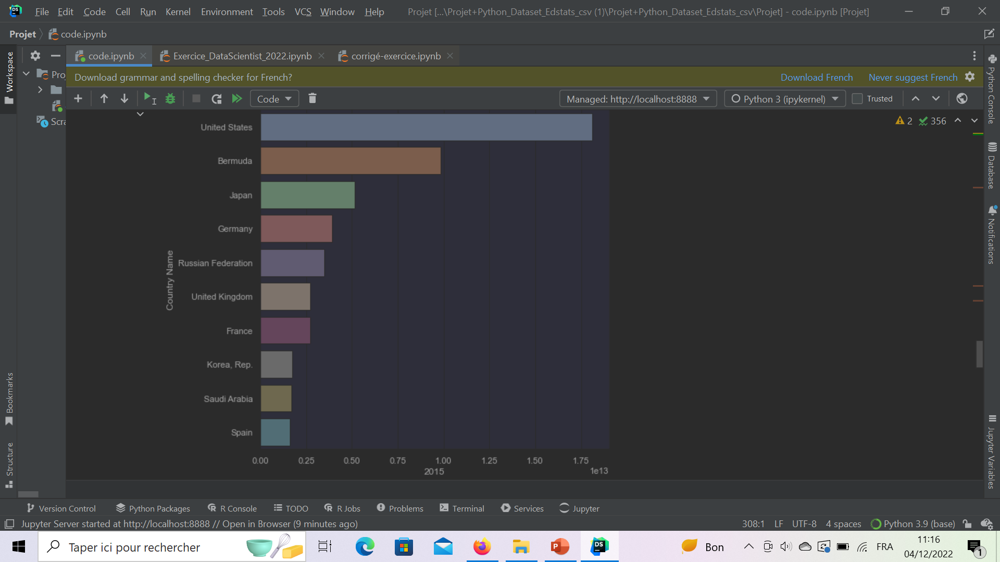 File Edit Code Cell Run Kernel Environment Tools VCS Window Help Projet [...\Projet+Python_Dataset_Edstats_csv (1)\Projet+Python_Dataset_Edstats_csv\Projet] - code.ipynb [Projet]
Projet code.ipynb
code.ipynb Exercice_DataScientist_2022.ipynb corrigé-exercice.ipynb
Download grammar and spelling checker for French? Download French Never suggest French
Code Managed: http://localhost:8888 Python 3 (ipykernel) Trusted
Workspace
Proj
Scra
2 356
United States
Bermuda
Japan
Germany
Russian Federation
United Kingdom
France
Korea, Rep.
Saudi Arabia
Spain
Country Name
0.00 0.25 0.50 0.75 1.00 1.25 1.50 1.75
2015 1e13
Bookmarks
Structure
Python Console
Database
Notifications
Jupyter Variables
Version Control Python Packages R Console TODO R Jobs Problems Terminal Services Jupyter
Jupyter Server started at http://localhost:8888 // Open in Browser (9 minutes ago) 308:1 LF UTF-8 4 spaces Python 3.9 (base)
Taper ici pour rechercher Bon FRA 11:16
04/12/2022 1
DS